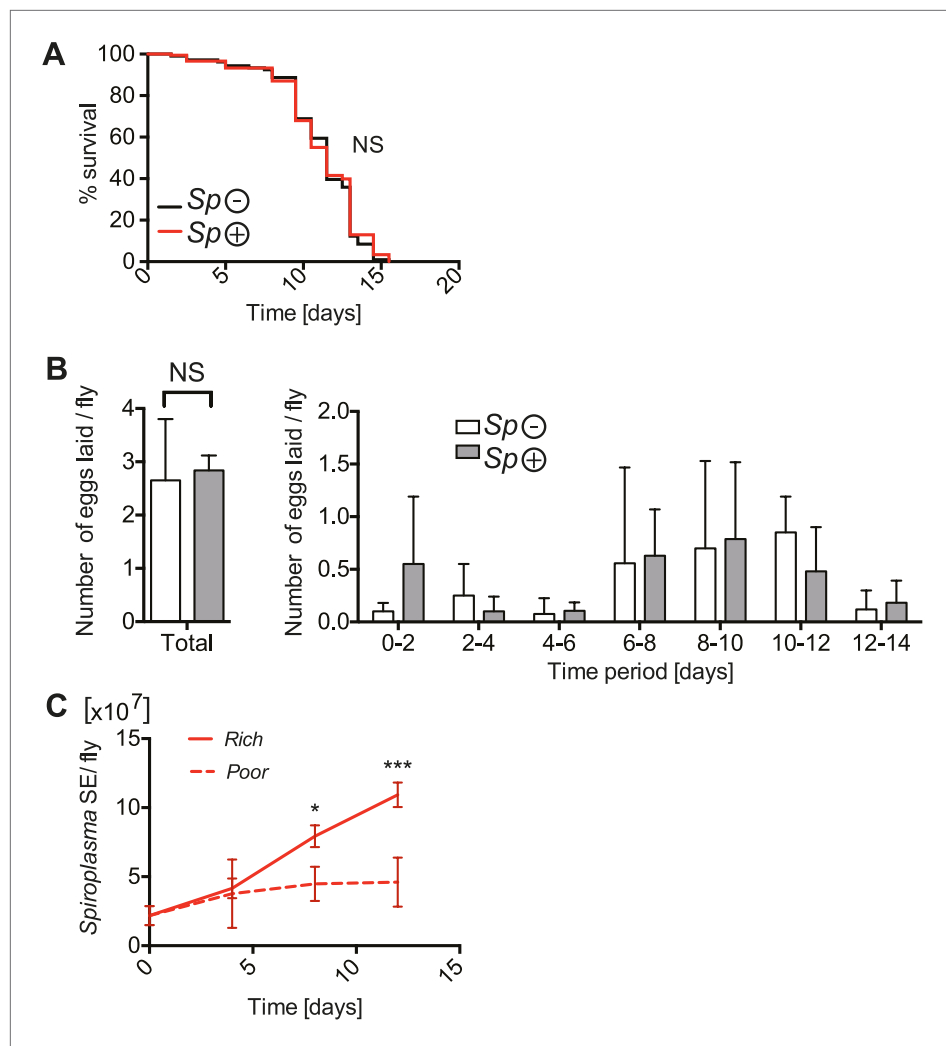 A
% survival
100
80
60
40
20
0
NS
Sp ⊖
Sp ⊕
0
5
10
15
20
Time [days]
B
NS
Number of eggs laid / fly
4
3
2
1
0
Total
Number of eggs laid / fly
2.0
1.5
1.0
0.5
0.0
Sp ⊖
Sp ⊕
0-2
2-4
4-6
6-8
8-10
10-12
12-14
Time period [days]
C
[x10⁷]
Spiroplasma SE/ fly
15
10
5
0
Rich
Poor
*
***
0
5
10
15
Time [days]